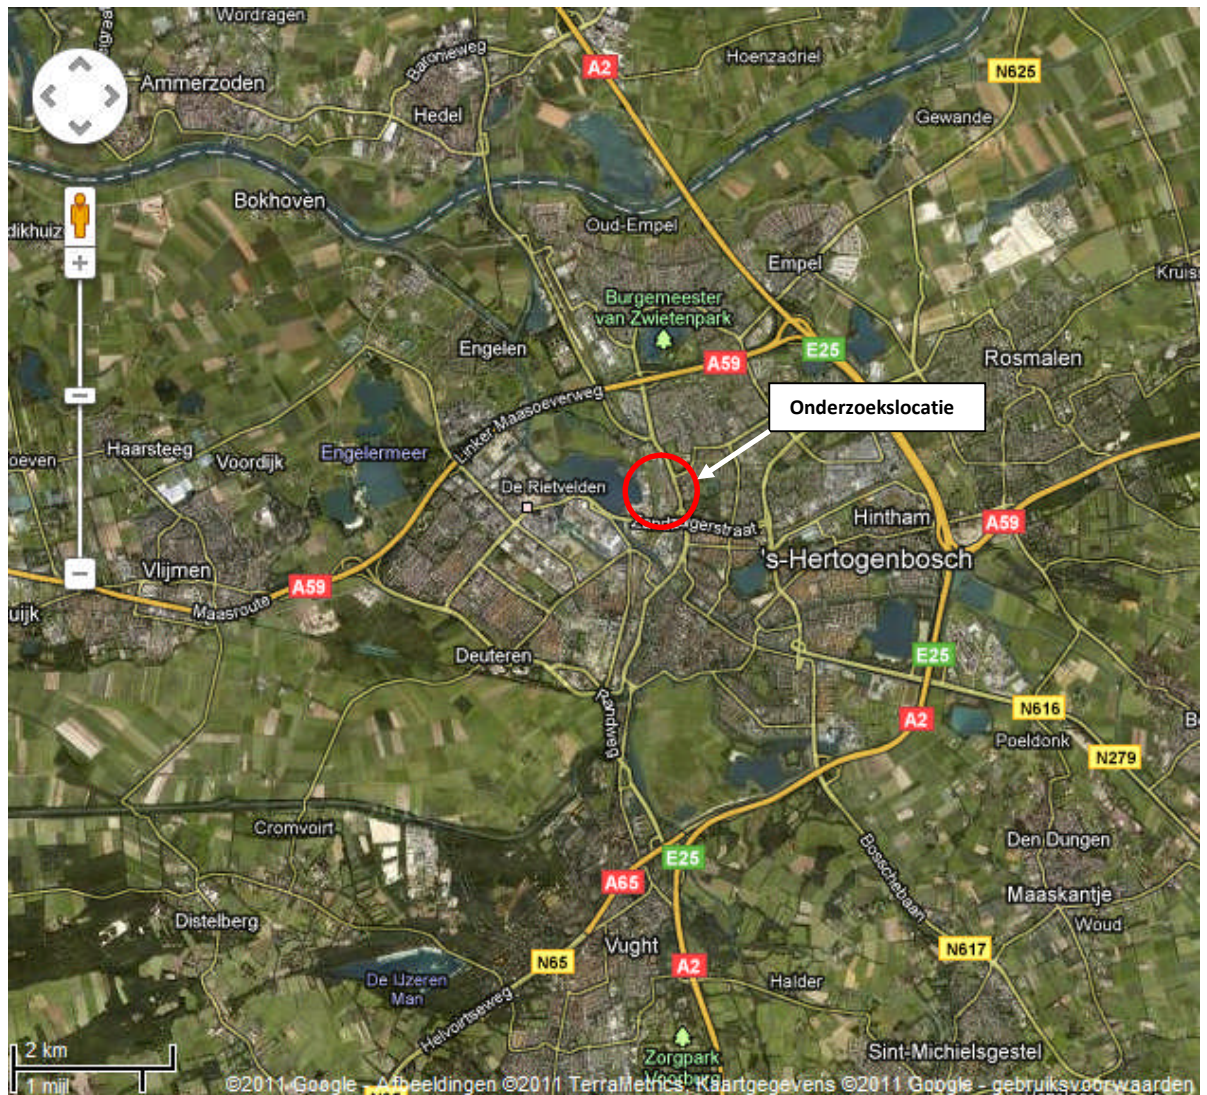 Wordragen
Baronieweg
A2
Hoenzadriel
N625
Ammerzoden
Hedel
Gewande
Bokhoven
Oud-Empel
dikhuiz
Empel
Kruis
Burgemeester
van Zwietenpark
Engelen
A59
E25
Rosmalen
Linker Maasoeverweg
Onderzoekslocatie
Haarsteeg
Voordijk
Engelermeer
oeven
De Rietvelden
Hintham
A59
Zandzuigerstraat
's-Hertogenbosch
Vlijmen
A59
Maasroute
uijk
Deuteren
E25
Randweg
N616
A2
Poeldonk
N279
Cromvoirt
Den Dungen
E25
A65
Bosschebaan
Maaskantje
Distelberg
Woud
Vught
N617
N65
A2
De IJzeren
Man
Halder
Helvoirtseweg
2 km
Sint-Michielsgestel
Zorgpark
Voorburg
1 mijl
©2011 Google - Afbeeldingen ©2011 TerraMetrics, Kaartgegevens ©2011 Google - gebruiksvoorwaarden